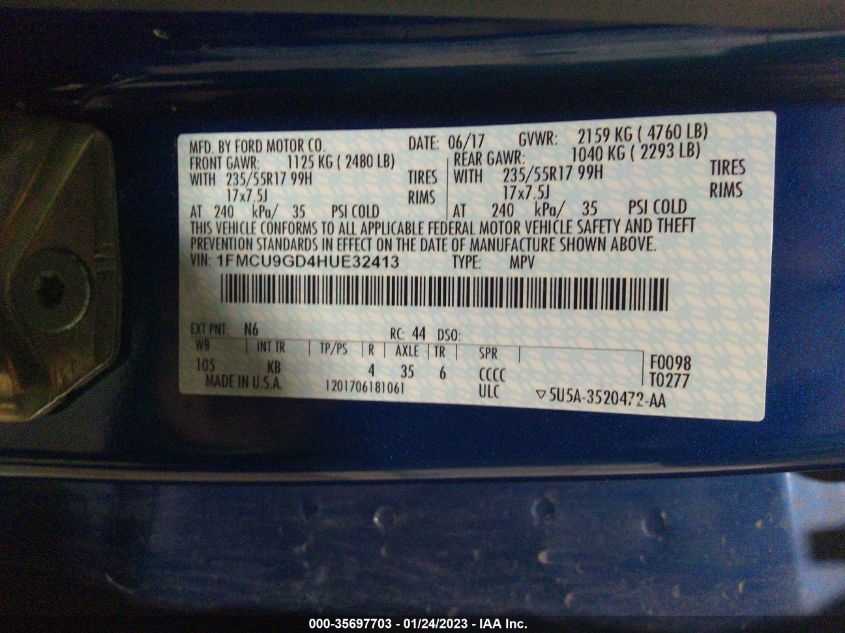 MFD. BY FORD MOTOR CO. DATE: 06/17 GVWR: 2159 KG ( 4760 LB)
FRONT GAWR: 1125 KG ( 2480 LB) REAR GAWR: 1040 KG ( 2293 LB)
WITH 235/55R17 99H TIRES WITH 235/55R17 99H TIRES
17x7.5J RIMS 17x7.5J RIMS
AT 240 kPa/ 35 PSI COLD AT 240 kPa/ 35 PSI COLD
THIS VEHICLE CONFORMS TO ALL APPLICABLE FEDERAL MOTOR VEHICLE SAFETY AND THEFT
PREVENTION STANDARDS IN EFFECT ON THE DATE OF MANUFACTURE SHOWN ABOVE.
VIN: 1FMCU9GD4HUE32413 TYPE: MPV
EXT PNT: N6 RC: 44 DSO:
WB INT TR TP/PS R AXLE TR SPR F0098
105 KB 4 35 6 CCCC T0277
MADE IN U.S.A. 1201706181061 ULC ▽5U5A-3520472-AA
000-35697703 - 01/24/2023 - IAA Inc.